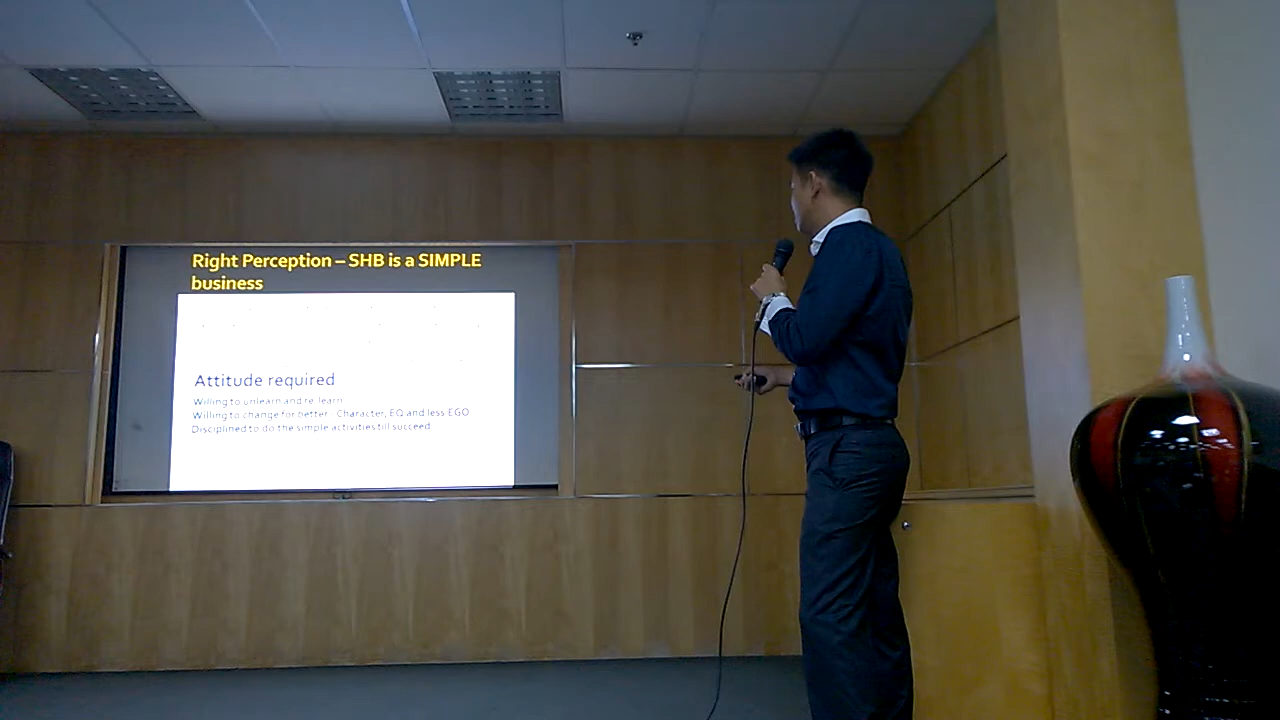 Right Perception – SHB is a SIMPLE
business
Attitude required
Willing to unlearn and re learn
Willing to change for better - Character, EQ and less EGO
Disciplined to do the simple activities till succeed